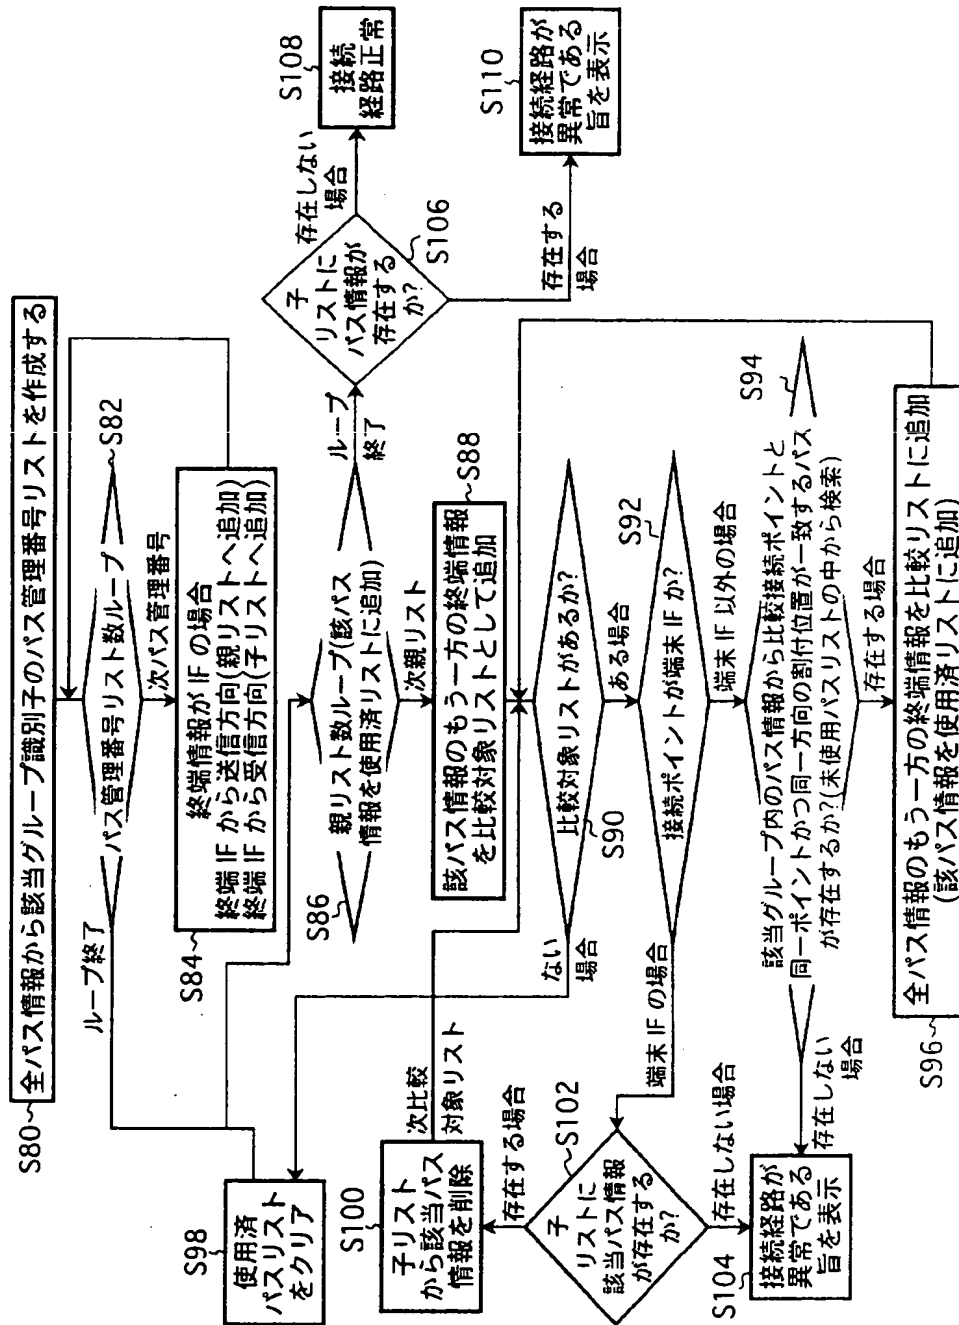 S80
全パス情報から該当グループ識別子のパス管理番号リストを作成する
S82
パス管理番号リスト数ループ
ループ終了
次パス管理番号
S84
終端情報がIFの場合
終端IFから送信方向(親リストへ追加)
終端IFから受信方向(子リストへ追加)
S86
親リスト数ループ(該パス
情報を使用済リストに追加)
ループ
終了
次親リスト
S88
該パス情報のもう一方の終端情報
を比較対象リストとして追加
S90
比較対象リストがあるか?
ない
場合
ある場合
S92
接続ポイントが端末IFか?
端末IFの場合
端末IF以外の場合
S94
該当グループ内のパス情報から比較接続ポイントと
同一ポイントかつ同一方向の割付位置が一致するパス
が存在するか?(未使用パスリストの中から検索)
存在しない
場合
存在する場合
S96
全パス情報のもう一方の終端情報を比較リストに追加
(該パス情報を使用済リストに追加)
S98
使用済
パスリスト
をクリア
S100
子リスト
から該当パス
情報を削除
次比較
対象リスト
存在する場合
S102
子
リストに
該当パス情報
が存在する
か?
存在しない場合
S104
接続経路が
異常である
旨を表示
S106
子
リストに
パス情報が
存在する
か?
存在しない
場合
S108
接続
経路正常
存在する
場合
S110
接続経路が
異常である
旨を表示